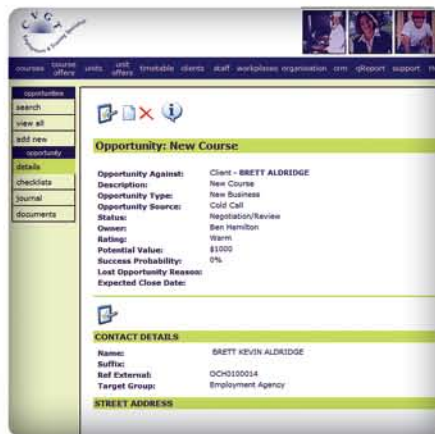 CVGT
courses course offers units unit offers timetable clients staff workplaces organisation crm qReport support
opportunities
search
view all
add new
opportunity
details
checklists
journal
documents
Opportunity: New Course
Opportunity Against: Client - BRETT ALDRIDGE
Description: New Course
Opportunity Type: New Business
Opportunity Source: Cold Call
Status: Negotiation/Review
Owner: Ben Hamilton
Rating: Warm
Potential Value: $1000
Success Probability: 0%
Lost Opportunity Reason:
Expected Close Date:
CONTACT DETAILS
Name: BRETT KEVIN ALDRIDGE
Suffix:
Ref External: OCH0100014
Target Group: Employment Agency
STREET ADDRESS